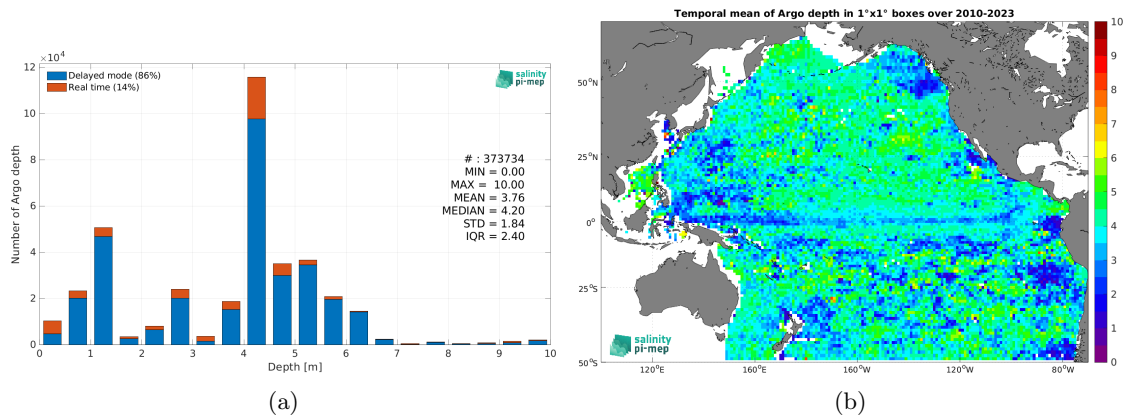 ×10⁴
12
10
8
6
4
2
0
Number of Argo depth
Delayed mode (86%)
Real time (14%)
salinity
pi-mep
# : 373734
MIN = 0.00
MAX = 10.00
MEAN = 3.76
MEDIAN = 4.20
STD = 1.84
IQR = 2.40
0 1 2 3 4 5 6 7 8 9 10
Depth [m]
(a)
Temporal mean of Argo depth in 1°x1° boxes over 2010-2023
50°N
25°N
0°
25°S
50°S
120°W 160°E 160°W 120°W 80°W
salinity
pi-mep
10
9
8
7
6
5
4
3
2
1
0
(b)